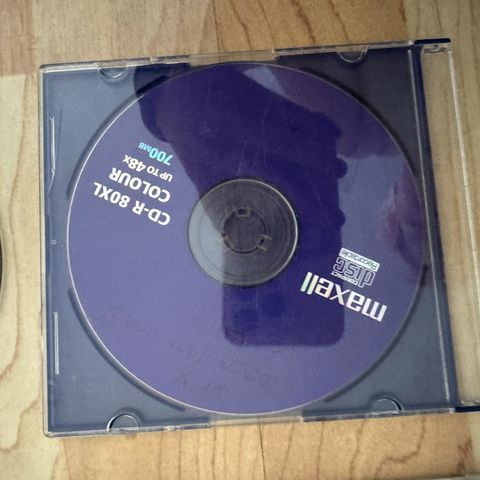 maxell
COMPACT
disc
Recordable
CD-R 80XL
COLOUR
UP TO 48x
700MB